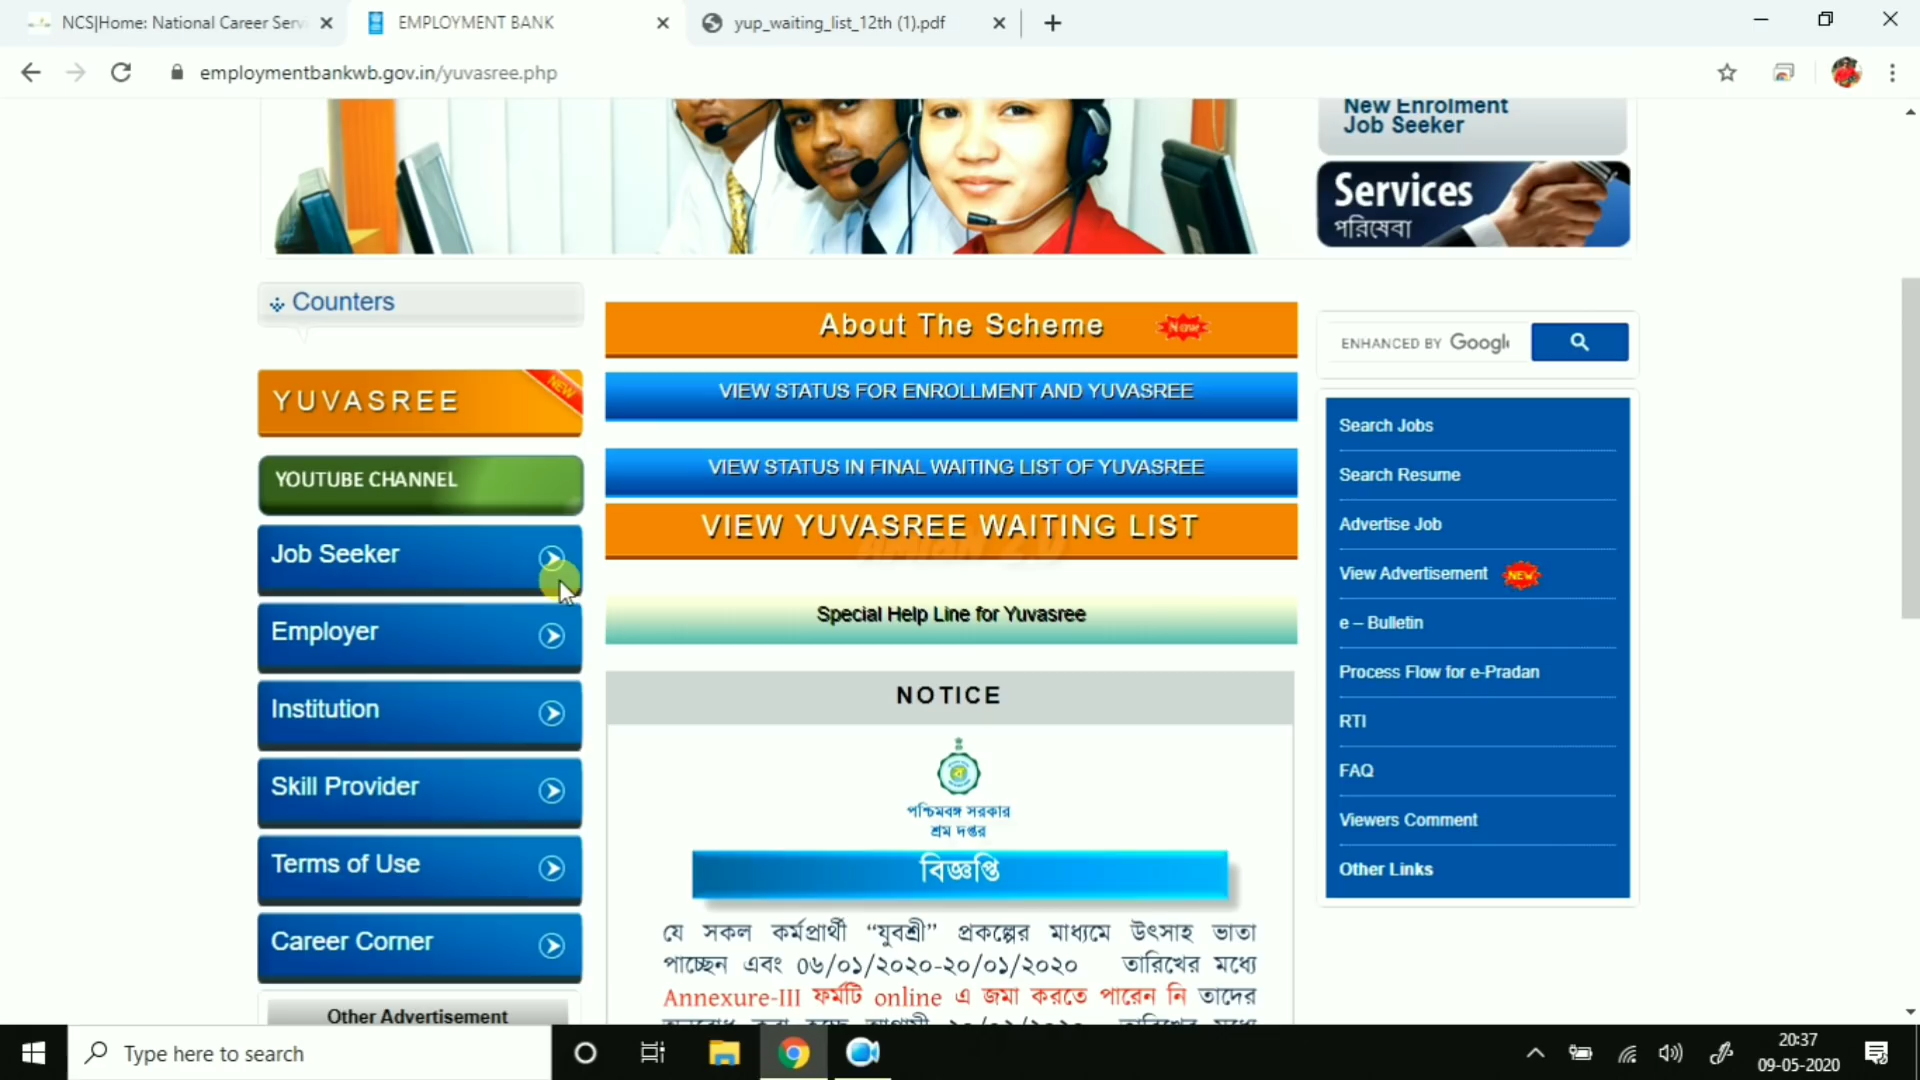 NCS|Home: National Career Serv
EMPLOYMENT BANK
yup_waiting_list_12th (1).pdf
employmentbankwb.gov.in/yuvasree.php
New Enrolment
Job Seeker
Services
পরিষেবা
Counters
YUVASREE
NEW
YOUTUBE CHANNEL
Job Seeker
Employer
Institution
Skill Provider
Terms of Use
Career Corner
Other Advertisement
About The Scheme
New
VIEW STATUS FOR ENROLLMENT AND YUVASREE
VIEW STATUS IN FINAL WAITING LIST OF YUVASREE
VIEW YUVASREE WAITING LIST
Special Help Line for Yuvasree
NOTICE
পশ্চিমবঙ্গ সরকার
শ্রম দপ্তর
বিজ্ঞপ্তি
যে সকল কর্মপ্রার্থী “যুবশ্রী” প্রকল্পের মাধ্যমে উৎসাহ ভাতা
পাচ্ছেন এবং ০৬/০১/২০২০-২০/০১/২০২০ তারিখের মধ্যে
Annexure-III ফর্মটি online এ জমা করতে পারেন নি তাদের
ENHANCED BY Google
Search Jobs
Search Resume
Advertise Job
View Advertisement NEW
e – Bulletin
Process Flow for e-Pradan
RTI
FAQ
Viewers Comment
Other Links
Type here to search
20:37
09-05-2020